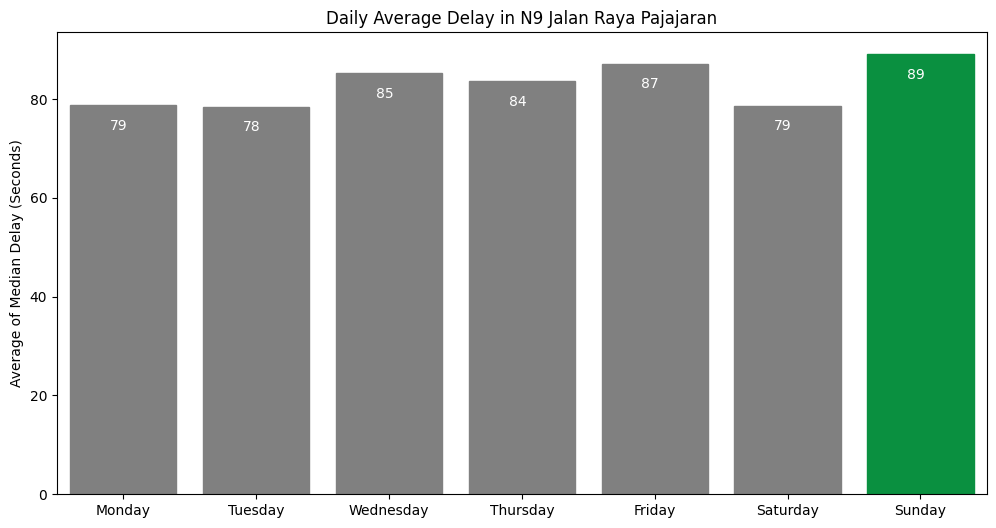 Daily Average Delay in N9 Jalan Raya Pajajaran
Average of Median Delay (Seconds)
80
60
40
20
0
79
78
85
84
87
79
89
Monday
Tuesday
Wednesday
Thursday
Friday
Saturday
Sunday